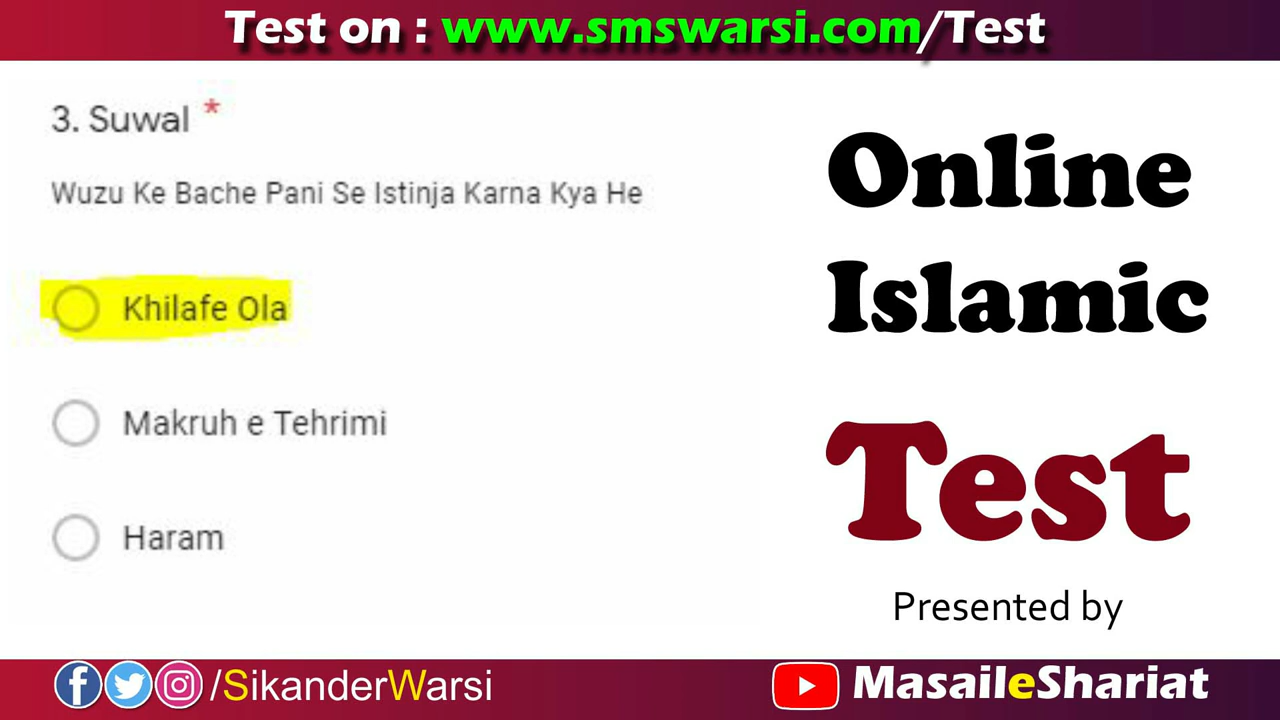 Test on : www.smswarsi.com/Test
3. Suwal *
Wuzu Ke Bache Pani Se Istinja Karna Kya He
Khilafe Ola
Makruh e Tehrimi
Haram
Online
Islamic
Test
Presented by
/SikanderWarsi
MasaileShariat